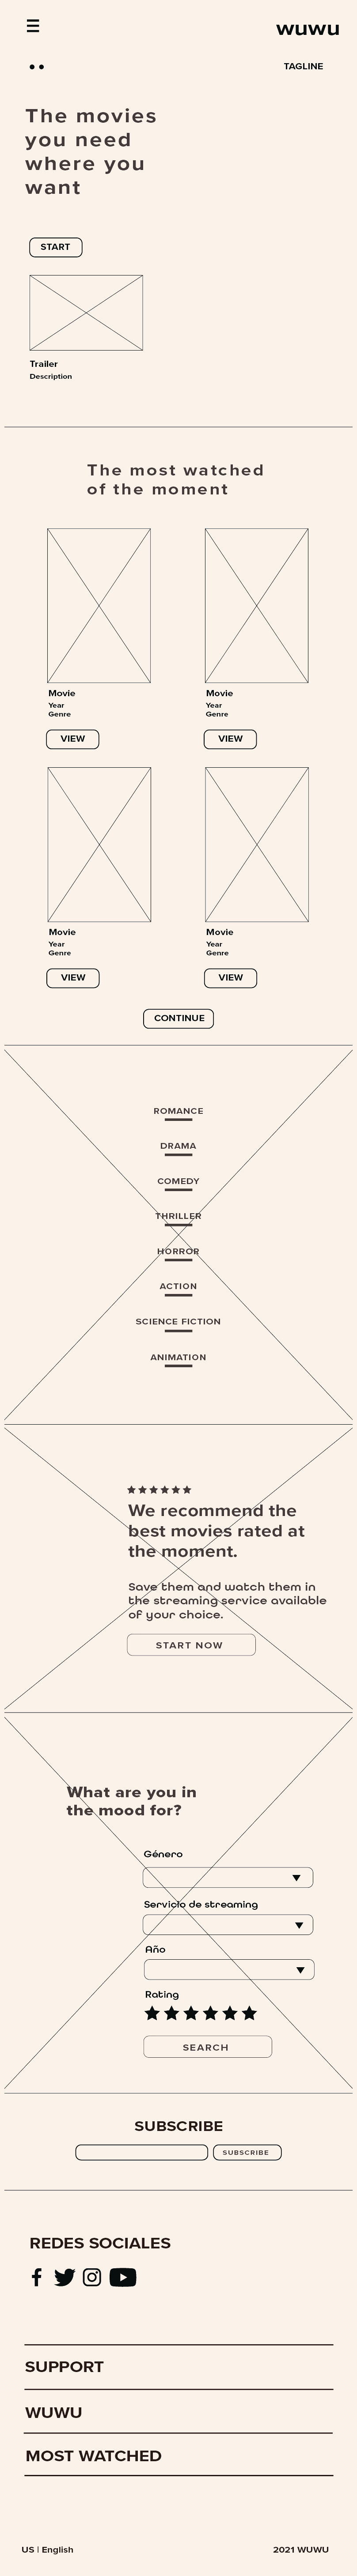 wuwu
TAGLINE
The movies
you need
where you
want
START
Trailer
Description
The most watched
of the moment
Movie
Year
Genre
VIEW
Movie
Year
Genre
VIEW
Movie
Year
Genre
VIEW
Movie
Year
Genre
VIEW
CONTINUE
ROMANCE
DRAMA
COMEDY
THRILLER
HORROR
ACTION
SCIENCE FICTION
ANIMATION
We recommend the
best movies rated at
the moment.
Save them and watch them in
the streaming service available
of your choice.
START NOW
What are you in
the mood for?
Género
Servicio de streaming
Año
Rating
SEARCH
SUBSCRIBE
SUBSCRIBE
REDES SOCIALES
SUPPORT
WUWU
MOST WATCHED
US | English
2021 WUWU